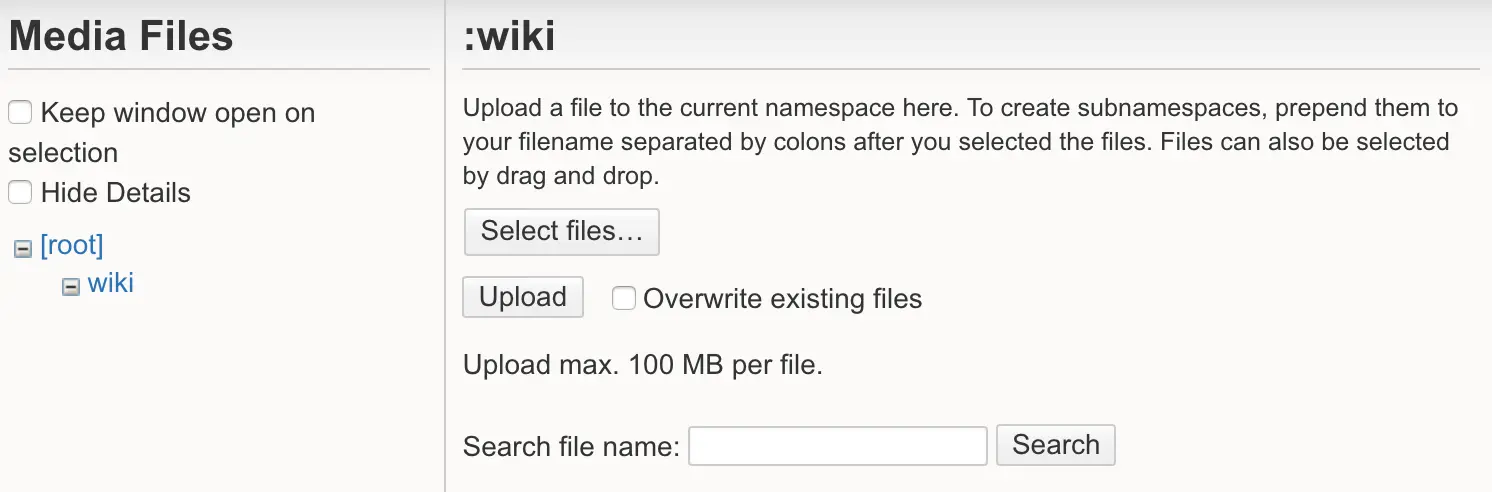 Media Files
Keep window open on
selection
Hide Details
[root]
wiki
:wiki
Upload a file to the current namespace here. To create subnamespaces, prepend them to
your filename separated by colons after you selected the files. Files can also be selected
by drag and drop.
Select files…
Upload
Overwrite existing files
Upload max. 100 MB per file.
Search file name:
Search